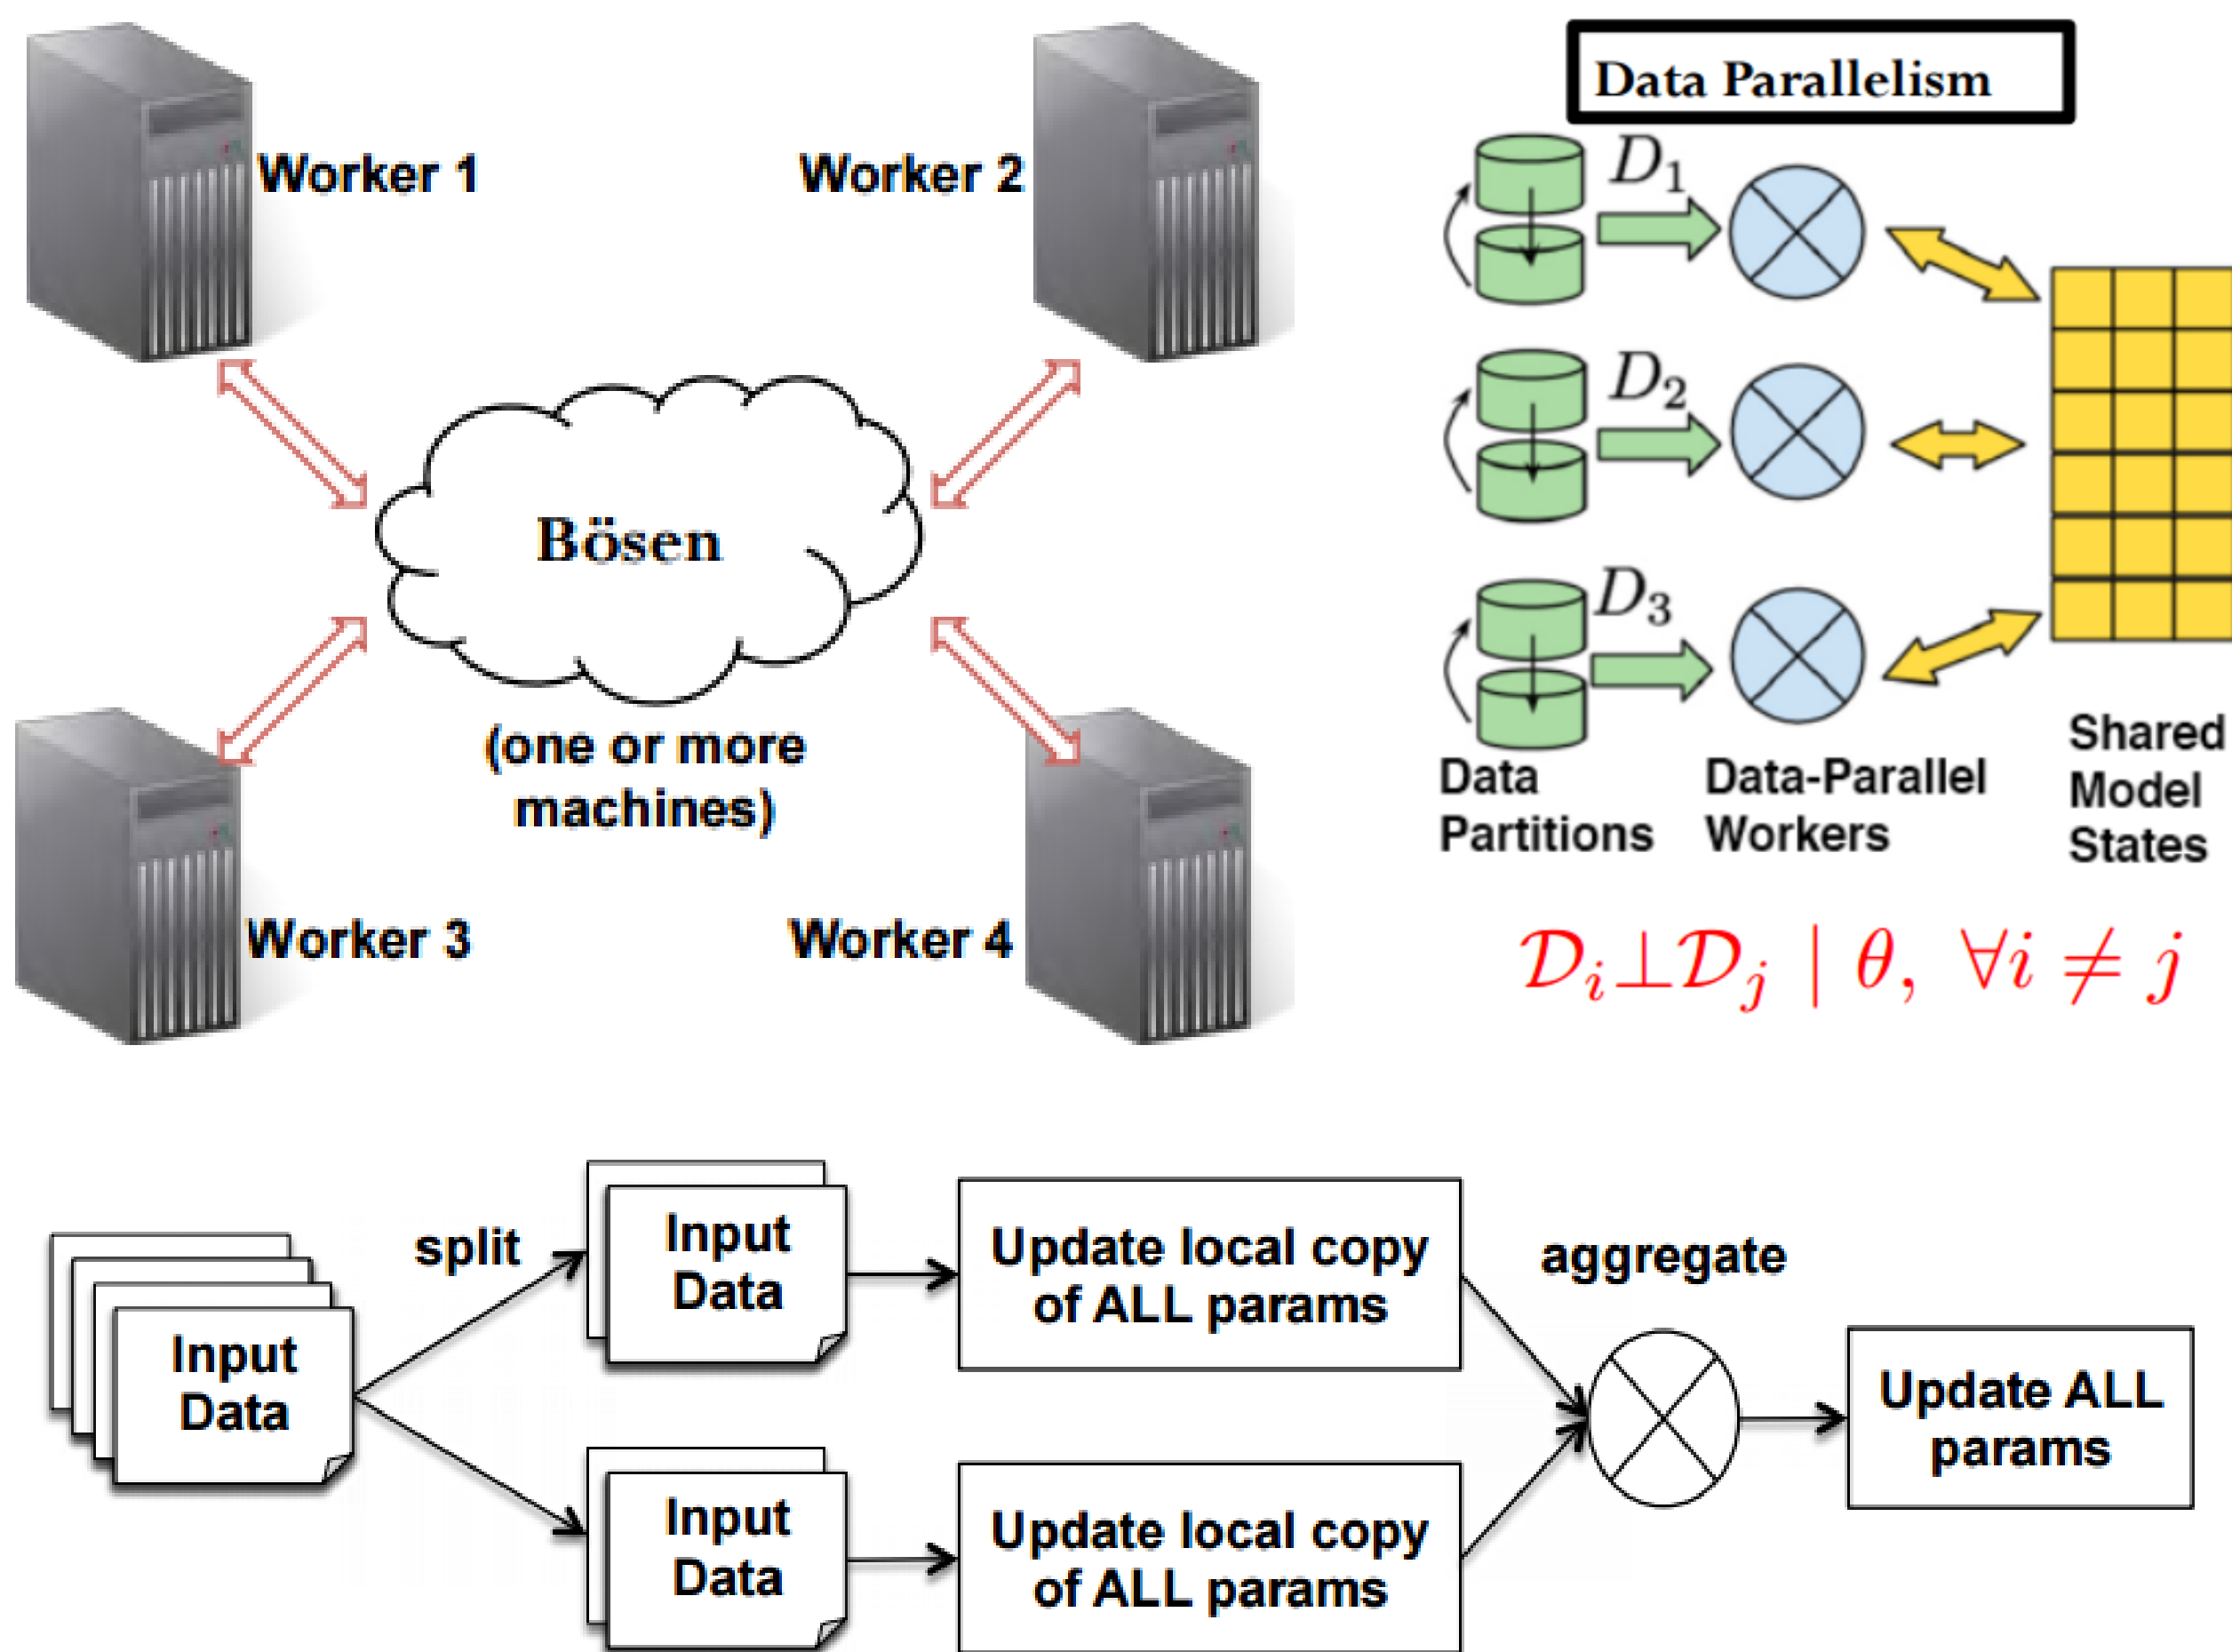 Worker 1
Worker 2
Bösen
(one or more
machines)
Worker 3
Worker 4
Data Parallelism
D₁
D₂
D₃
Data
Partitions
Data-Parallel
Workers
Shared
Model
States
𝒟ᵢ⊥𝒟ⱼ | θ, ∀i ≠ j
Input
Data
split
Input
Data
Update local copy
of ALL params
Input
Data
Update local copy
of ALL params
aggregate
Update ALL
params